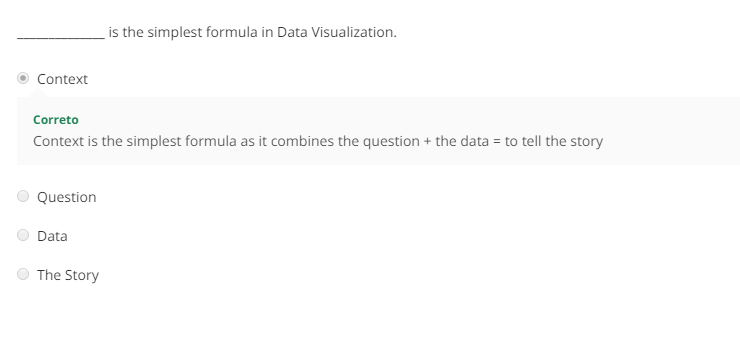 ______________ is the simplest formula in Data Visualization.
Context
Correto
Context is the simplest formula as it combines the question + the data = to tell the story
Question
Data
The Story